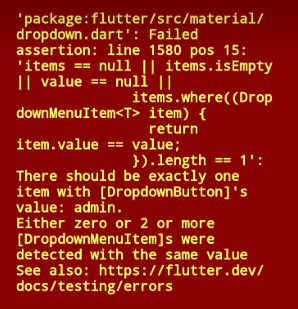 'package:flutter/src/material/
dropdown.dart': Failed
assertion: line 1580 pos 15:
'items == null || items.isEmpty
|| value == null ||
items.where((Drop
downMenuItem<T> item) {
return
item.value == value;
}).length == 1':
There should be exactly one
item with [DropdownButton]'s
value: admin.
Either zero or 2 or more
[DropdownMenuItem]s were
detected with the same value
See also: https://flutter.dev/
docs/testing/errors